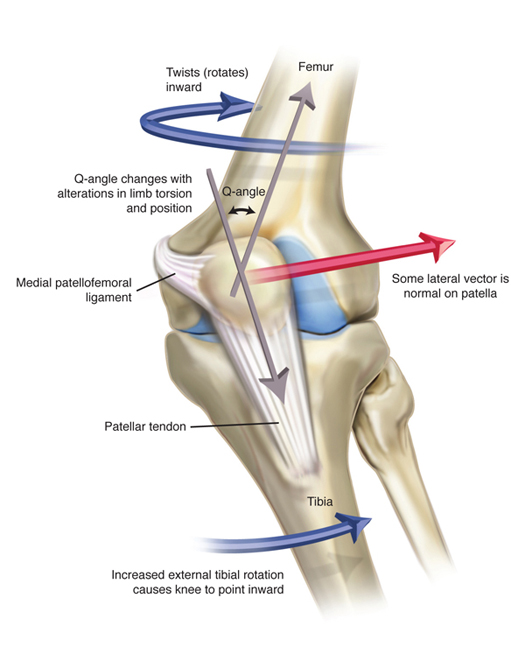 Femur
Twists (rotates)
inward
Q-angle changes with
alterations in limb torsion
and position
Q-angle
Medial patellofemoral
ligament
Some lateral vector is
normal on patella
Patellar tendon
Tibia
Increased external tibial rotation
causes knee to point inward